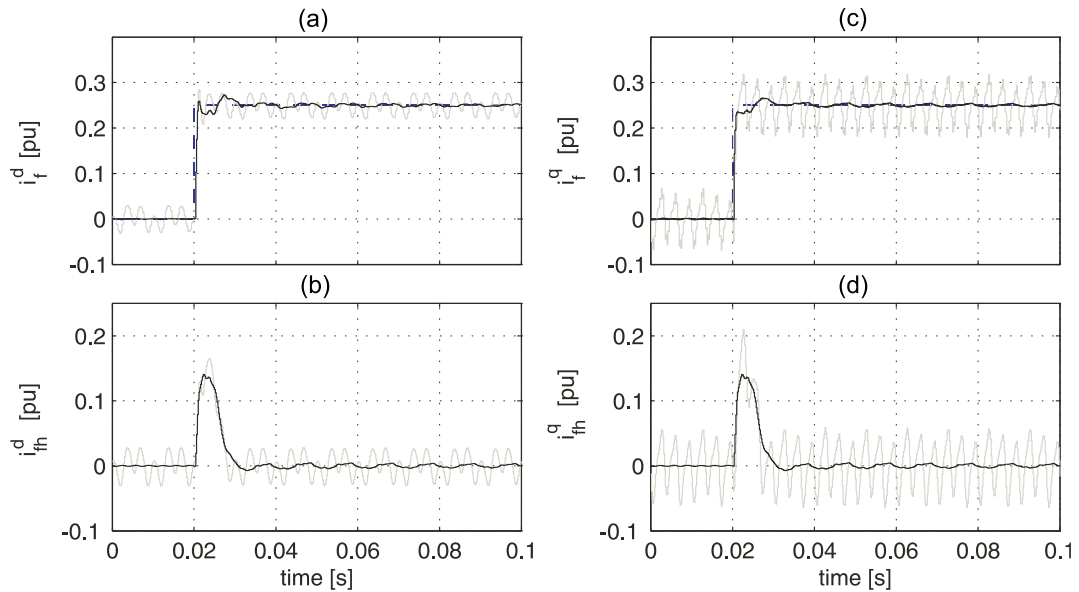 (a)
0.3
0.2
0.1
0
-0.1
i_f^d [pu]
(b)
0.2
0.1
0
-0.1
i_fh^d [pu]
0 0.02 0.04 0.06 0.08 0.1
time [s]
(c)
0.3
0.2
0.1
0
-0.1
i_f^q [pu]
(d)
0.2
0.1
0
-0.1
i_fh^q [pu]
0 0.02 0.04 0.06 0.08 0.1
time [s]